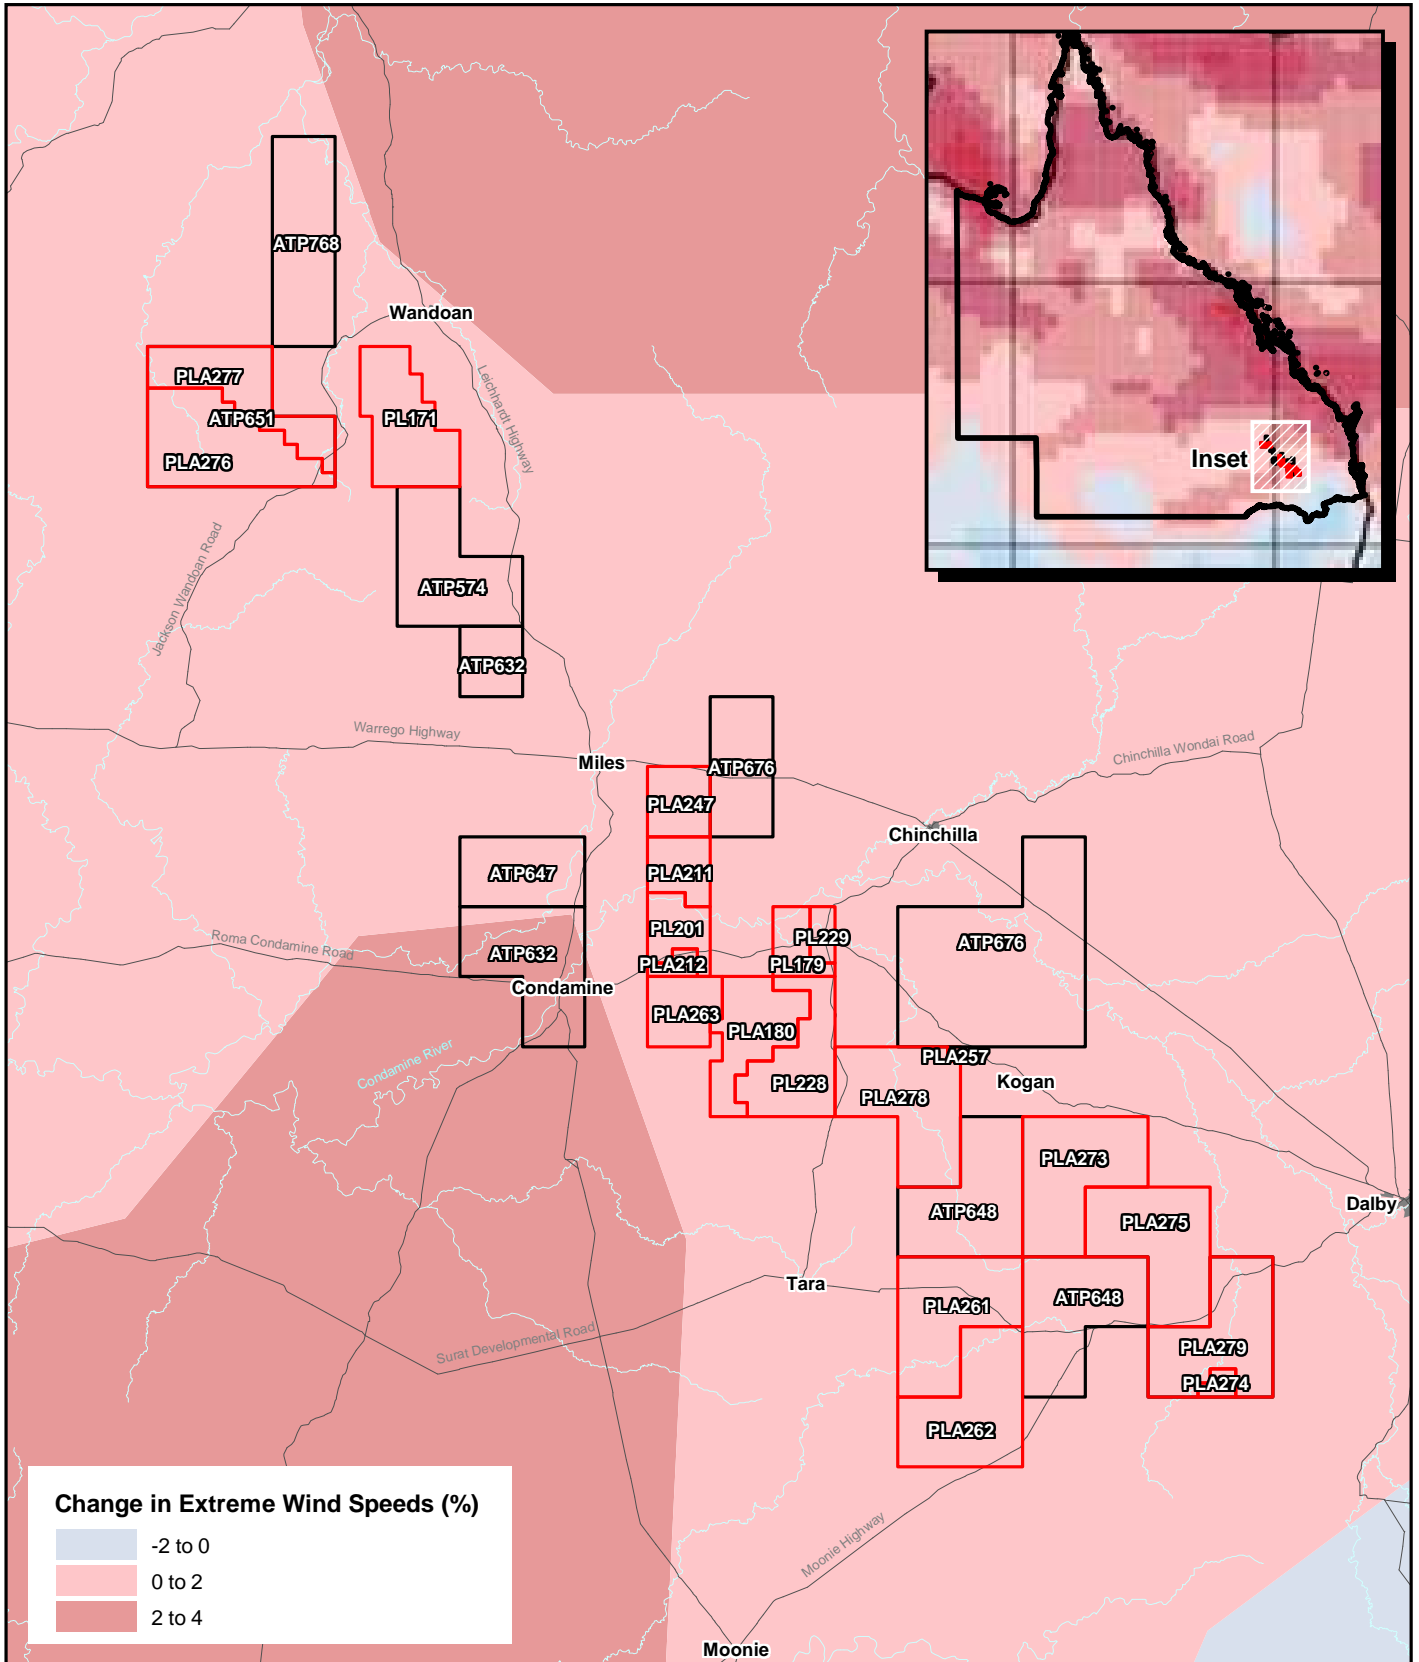 Inset
ATP768
Wandoan
PLA277
ATP651
PL171
PLA276
Leichhardt Highway
Jackson Wandoan Road
ATP574
ATP632
Warrego Highway
Miles
ATP676
Chinchilla Wondai Road
PLA247
Chinchilla
ATP647
PLA211
PL201
PL229
ATP676
Roma Condamine Road
ATP632
PLA212
PL179
Condamine
PLA263
PLA180
Condamine River
PLA257
PL228
PLA278
Kogan
PLA273
ATP648
PLA275
Dalby
Tara
PLA261
ATP648
Surat Developmental Road
PLA279
PLA274
PLA262
Moonie Highway
Moonie
Change in Extreme Wind Speeds (%)
-2 to 0
0 to 2
2 to 4